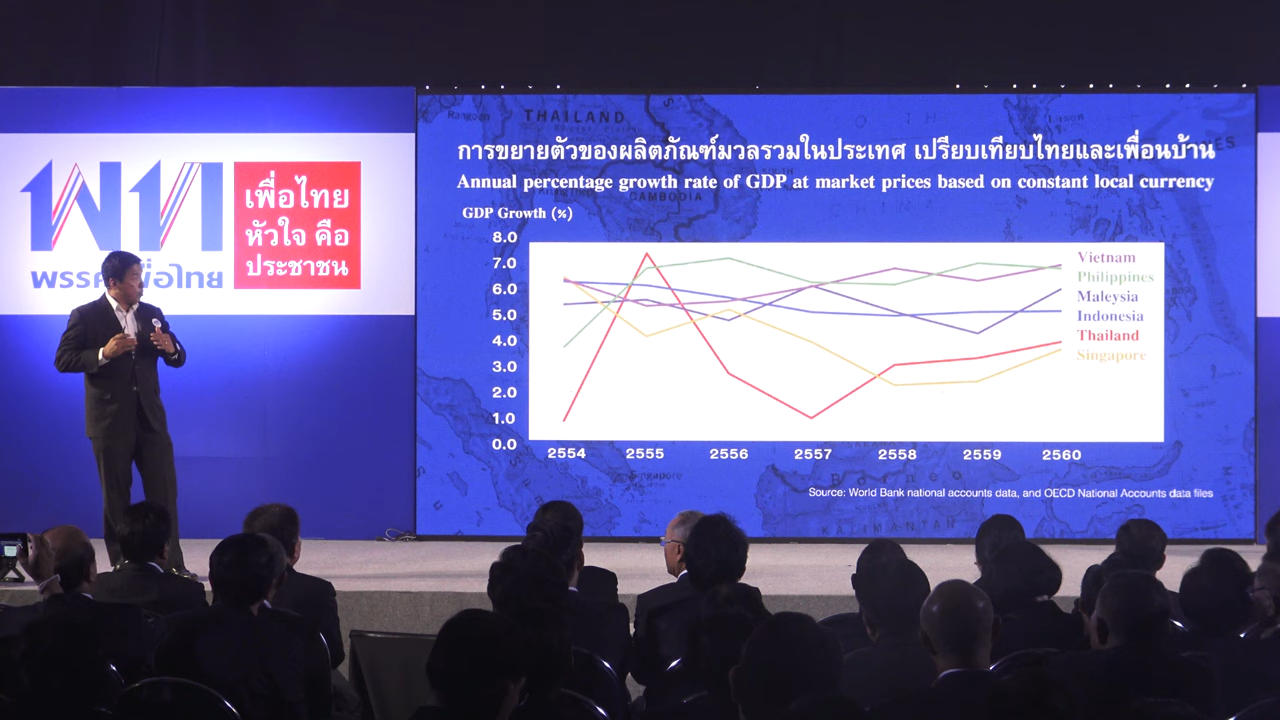 พท
พรรคเพื่อไทย
เพื่อไทย
หัวใจ คือ
ประชาชน
Rangoon
THAILAND
CAMBODIA
การขยายตัวของผลิตภัณฑ์มวลรวมในประเทศ เปรียบเทียบไทยและเพื่อนบ้าน
Annual percentage growth rate of GDP at market prices based on constant local currency
GDP Growth (%)
8.0
7.0
6.0
5.0
4.0
3.0
2.0
1.0
0.0
Vietnam
Philippines
Maleysia
Indonesia
Thailand
Singapore
2554
2555
2556
2557
2558
2559
2560
Singapore
Borneo
KALIMANTAN
Source: World Bank national accounts data, and OECD National Accounts data files